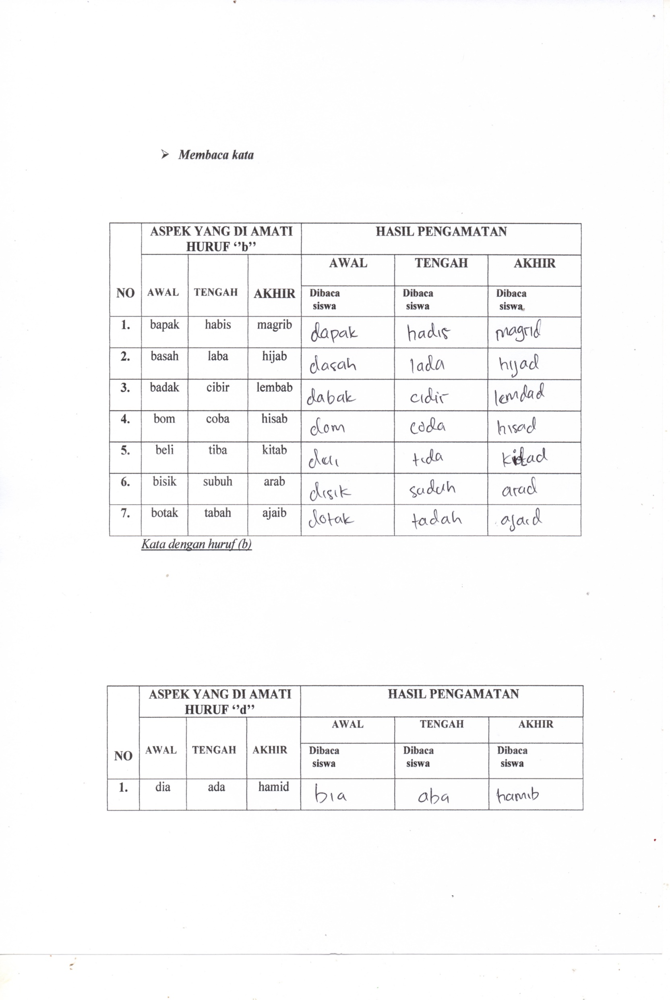 ➢ Membaca kata
NO ASPEK YANG DI AMATI HURUF ‘’b’’ HASIL PENGAMATAN
AWAL TENGAH AKHIR AWAL TENGAH AKHIR
Dibaca siswa Dibaca siswa Dibaca siswa
1. bapak habis magrib dapak hadis magrid
2. basah laba hijab dasah lada hijad
3. badak cibir lembab dabak cidir lemdad
4. bom coba hisab dom coda hisad
5. beli tiba kitab deli tida kitad
6. bisik subuh arab disik suduh arad
7. botak tabah ajaib dotak tadah ajaid
Kata dengan huruf (b)
NO ASPEK YANG DI AMATI HURUF ‘’d’’ HASIL PENGAMATAN
AWAL TENGAH AKHIR AWAL TENGAH AKHIR
Dibaca siswa Dibaca siswa Dibaca siswa
1. dia ada hamid bia aba hamib